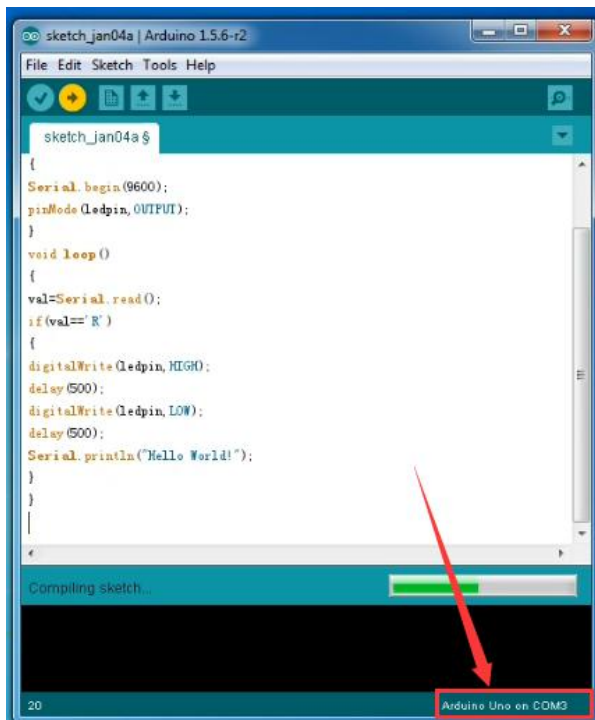 sketch_jan04a | Arduino 1.5.6-r2
File Edit Sketch Tools Help
sketch_jan04a §
{
Serial.begin(9600);
pinMode(ledpin,OUTPUT);
}
void loop()
{
val=Serial.read();
if(val=='R')
{
digitalWrite(ledpin,HIGH);
delay(500);
digitalWrite(ledpin,LOW);
delay(500);
Serial.println("Hello World!");
}
}
Compiling sketch...
20 Arduino Uno on COM3